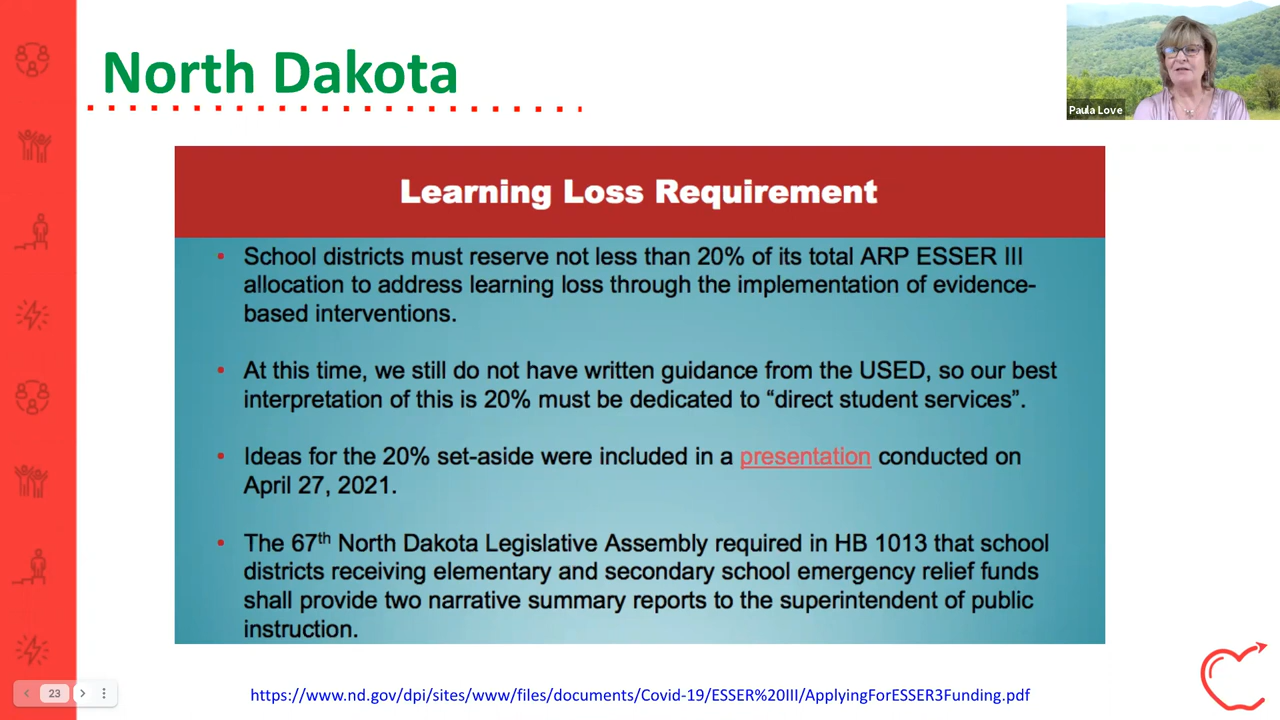 North Dakota
Paula Love
Learning Loss Requirement
• School districts must reserve not less than 20% of its total ARP ESSER III
allocation to address learning loss through the implementation of evidence-
based interventions.
• At this time, we still do not have written guidance from the USED, so our best
interpretation of this is 20% must be dedicated to “direct student services”.
• Ideas for the 20% set-aside were included in a presentation conducted on
April 27, 2021.
• The 67th North Dakota Legislative Assembly required in HB 1013 that school
districts receiving elementary and secondary school emergency relief funds
shall provide two narrative summary reports to the superintendent of public
instruction.
23
https://www.nd.gov/dpi/sites/www/files/documents/Covid-19/ESSER%20III/ApplyingForESSER3Funding.pdf